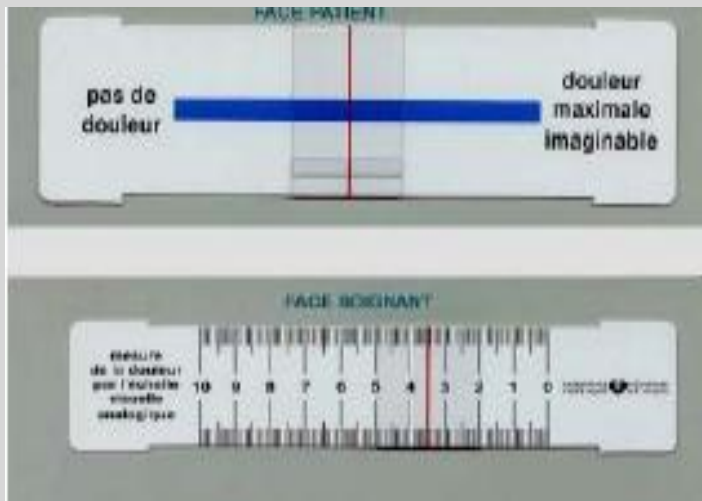 FACE PATIENT
pas de
douleur
douleur
maximale
imaginable
FACE SOIGNANT
mesure
de la douleur
par l'échelle
visuelle
analogique
10 9 8 7 6 5 4 3 2 1 0